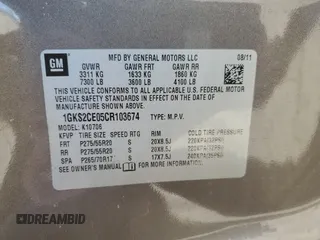 GM
MFD BY GENERAL MOTORS LLC
08/11
GVWR GAWR FRT GAWR RR
3311 KG 1633 KG 1860 KG
7300 LB 3600 LB 4100 LB
THIS VEHICLE CONFORMS TO ALL APPLICABLE U.S. FEDERAL MOTOR
VEHICLE SAFETY STANDARDS IN EFFECT ON THE
DATE OF MANUFACTURE SHOWN ABOVE.
1GKS2CE05CR103674 TYPE: M.P.V.
MODEL: K10706
KFVP TIRE SIZE SPEED RTG RIM COLD TIRE PRESSURE
FRT P275/55R20 S 20X8.5J
RR P275/55R20 S 20X8.5J
SPA P265/70R17 S 17X7.5J
SEE OWNER'S MANUAL FOR MORE INFORMATION.
DREAMBID